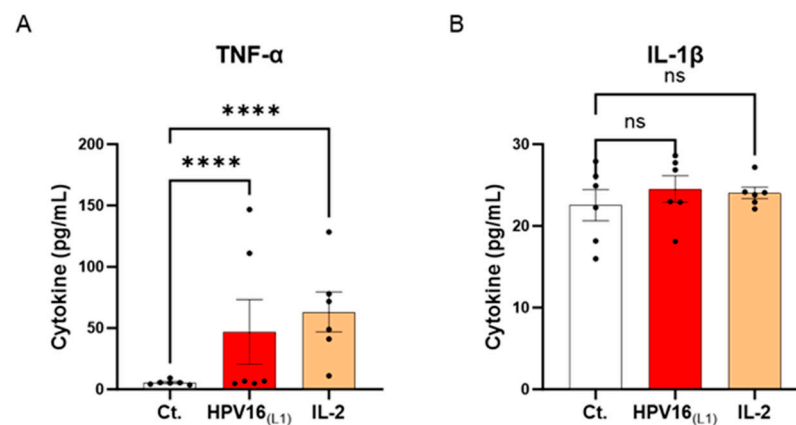 A
TNF-α
****
****
Cytokine (pg/mL)
200
150
100
50
0
Ct.
HPV16(L1)
IL-2
B
IL-1β
ns
ns
Cytokine (pg/mL)
30
20
10
0
Ct.
HPV16(L1)
IL-2